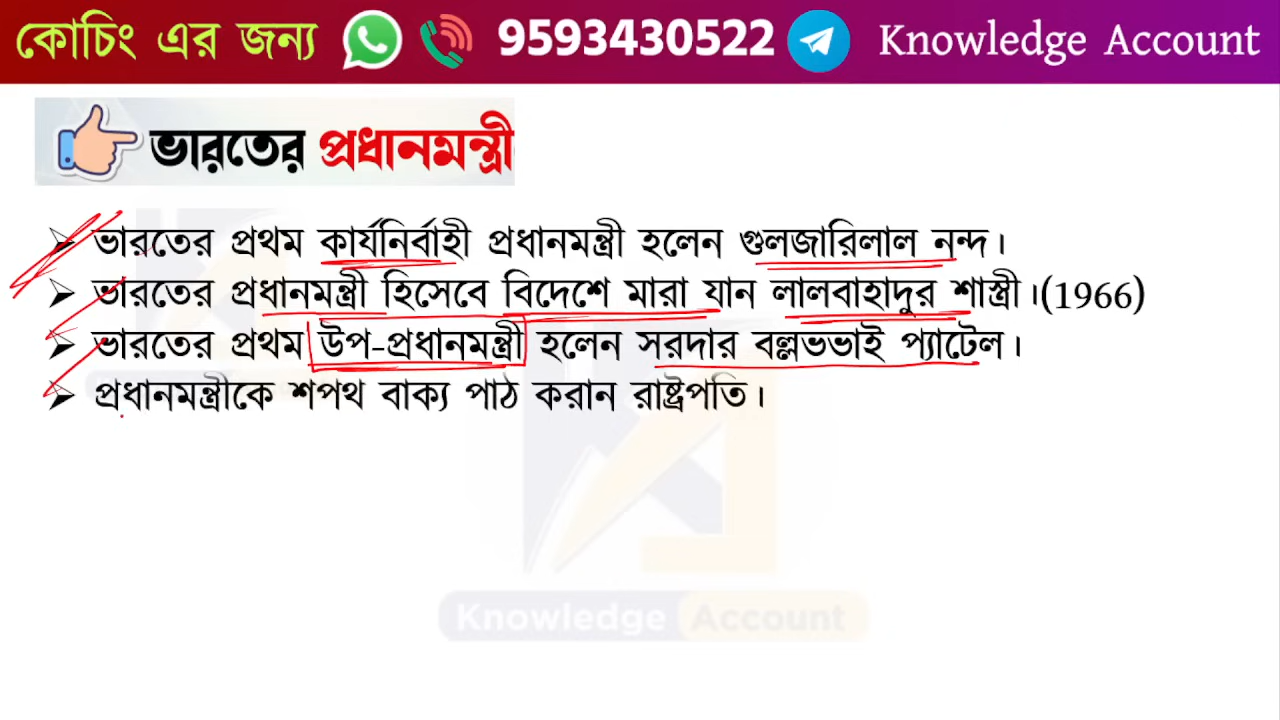 কোচিং এর জন্য 9593430522 Knowledge Account
ভারতের প্রধানমন্ত্রী
ভারতের প্রথম কার্যনির্বাহী প্রধানমন্ত্রী হলেন গুলজারিলাল নন্দ।
ভারতের প্রধানমন্ত্রী হিসেবে বিদেশে মারা যান লালবাহাদুর শাস্ত্রী।(1966)
ভারতের প্রথম উপ-প্রধানমন্ত্রী হলেন সরদার বল্লভভাই প্যাটেল।
প্রধানমন্ত্রীকে শপথ বাক্য পাঠ করান রাষ্ট্রপতি।
Knowledge Account